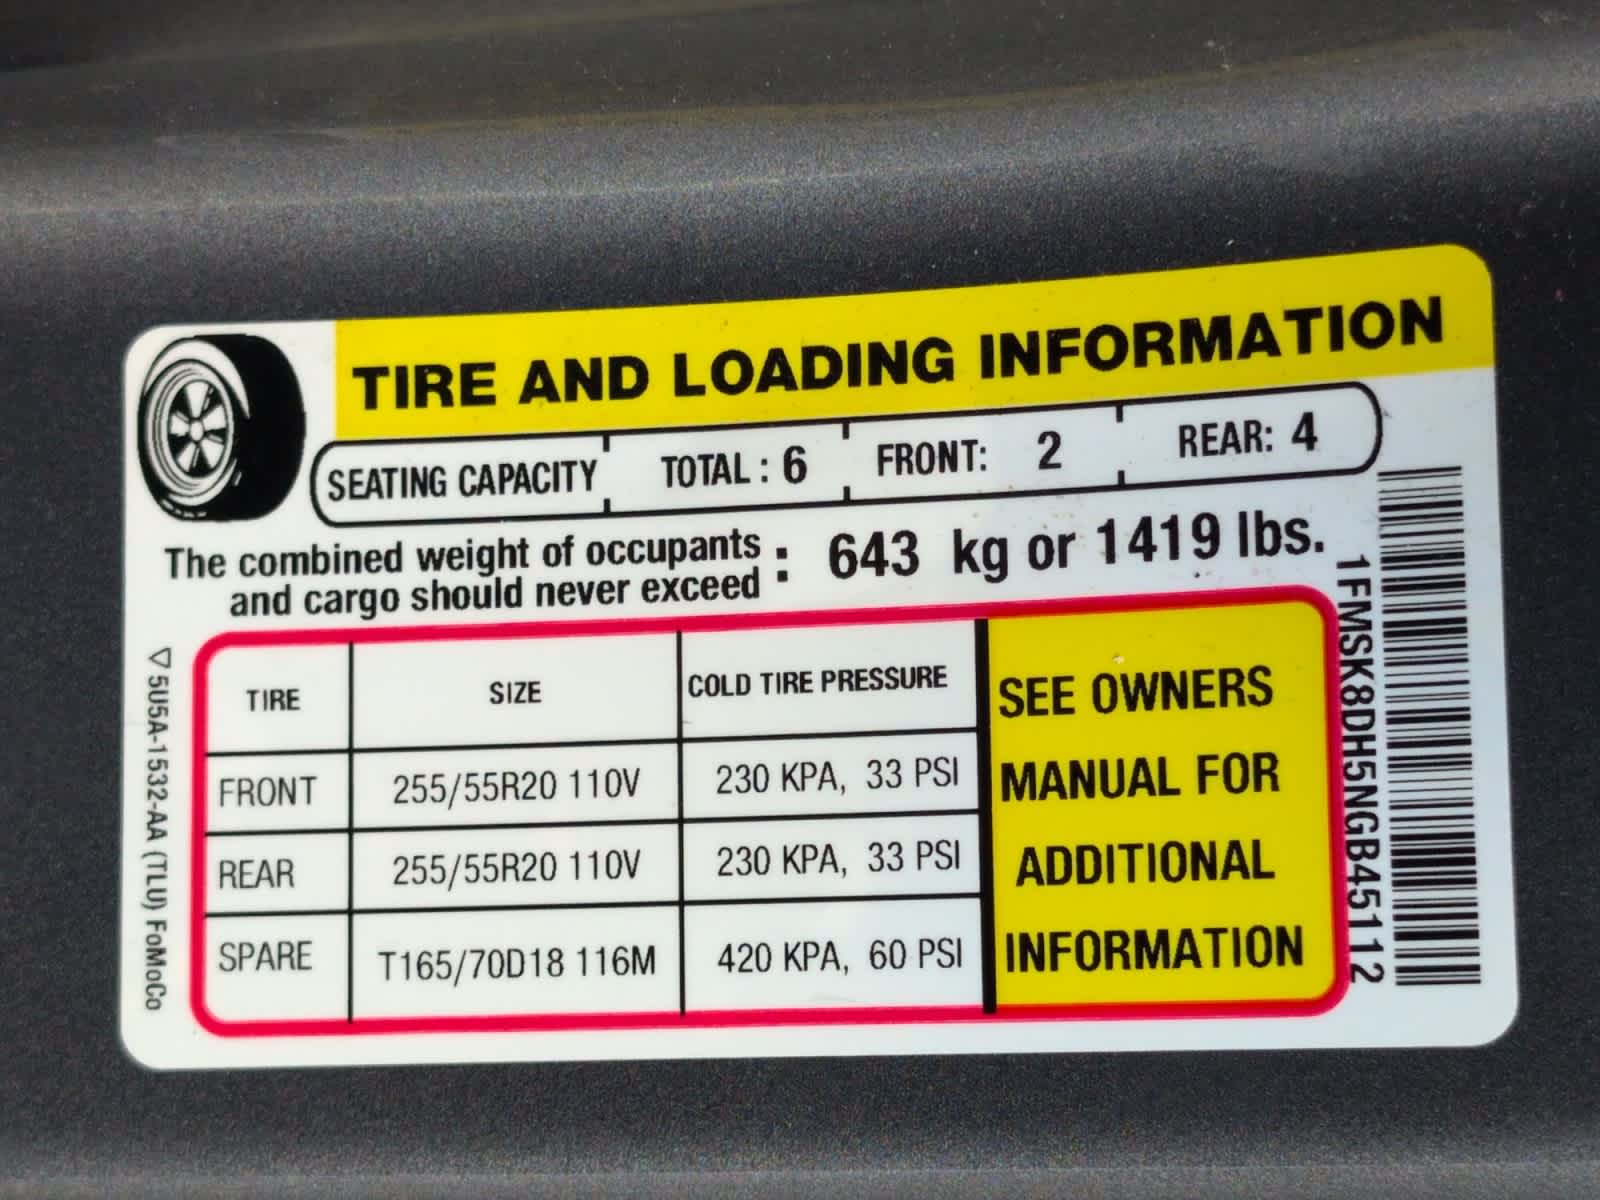 TIRE AND LOADING INFORMATION
SEATING CAPACITY TOTAL : 6 FRONT: 2 REAR: 4
The combined weight of occupants
and cargo should never exceed : 643 kg or 1419 lbs.
TIRE SIZE COLD TIRE PRESSURE
FRONT 255/55R20 110V 230 KPA, 33 PSI
REAR 255/55R20 110V 230 KPA, 33 PSI
SPARE T165/70D18 116M 420 KPA, 60 PSI
SEE OWNERS
MANUAL FOR
ADDITIONAL
INFORMATION
5U5A-1532-AA (TLU) FoMoCo
1FMSK8DH5NGB45112